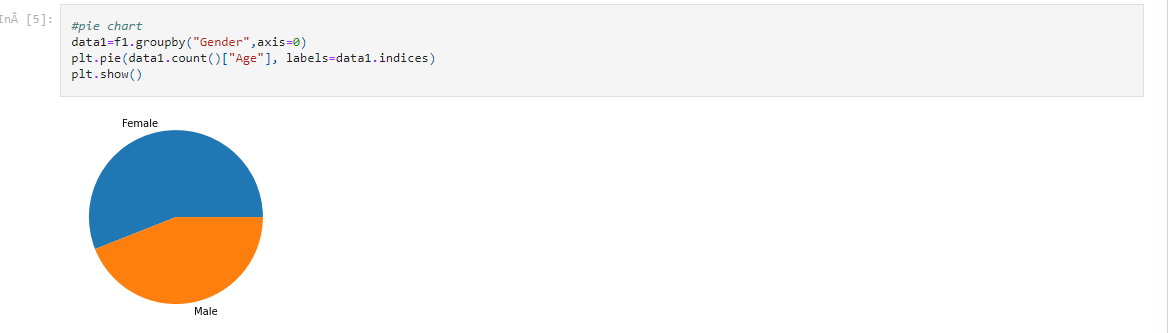 InÂ [5]:
#pie chart
data1=f1.groupby("Gender",axis=0)
plt.pie(data1.count()["Age"], labels=data1.indices)
plt.show()
Female
Male